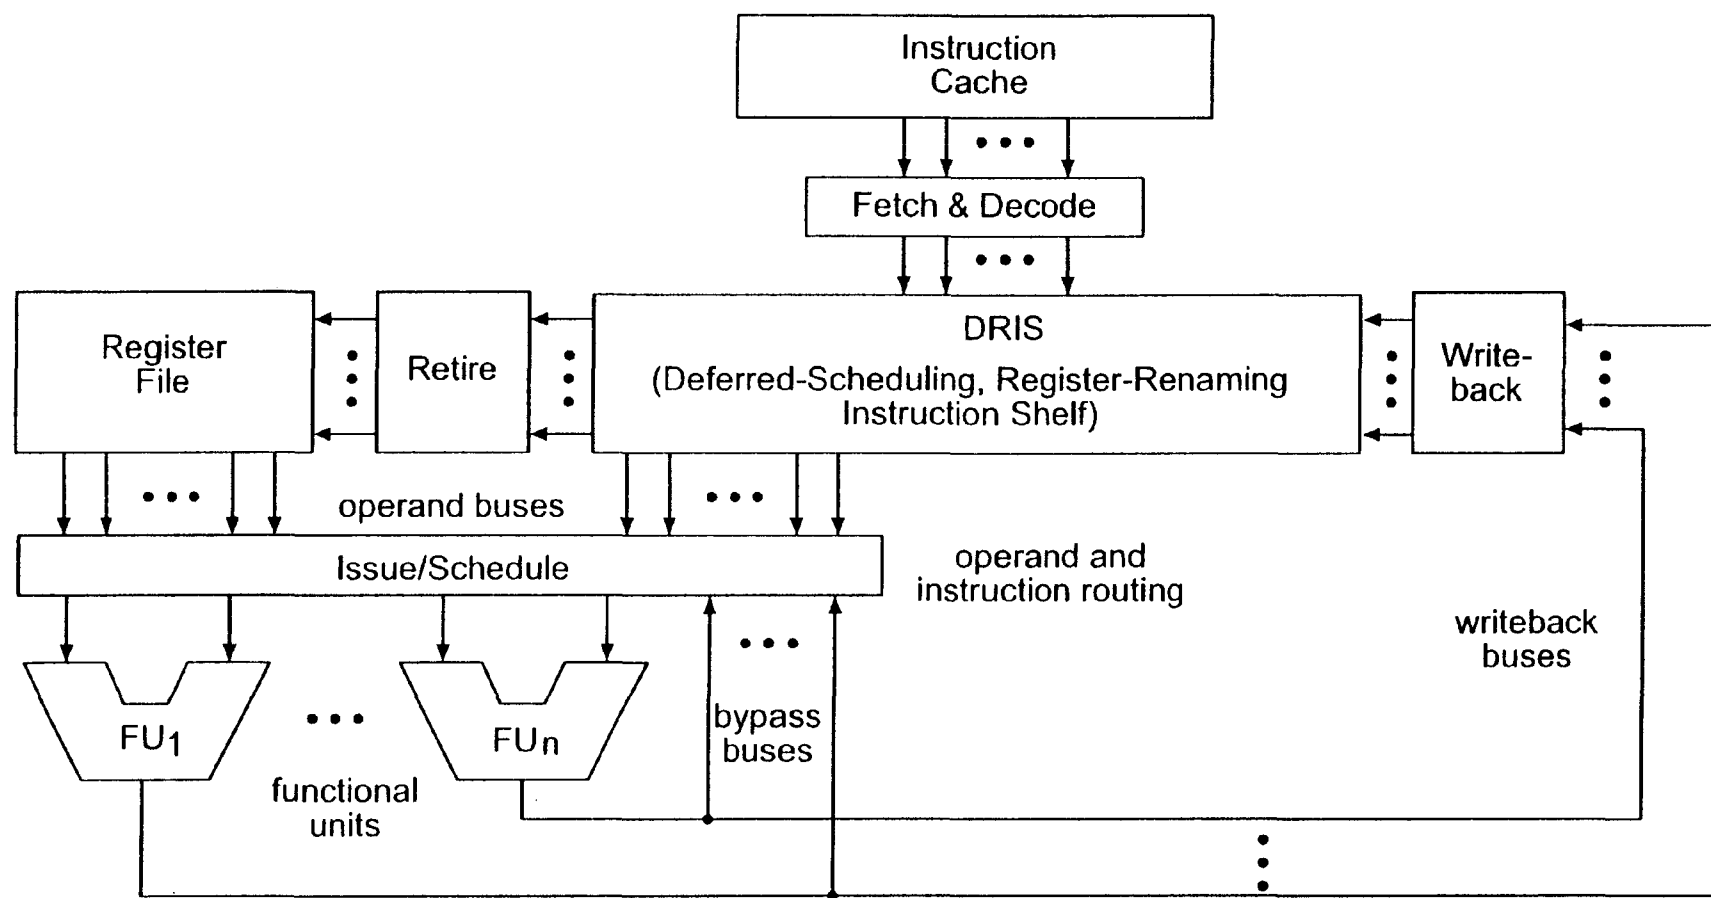 Instruction
Cache
Fetch & Decode
Register
File
Retire
DRIS
(Deferred-Scheduling, Register-Renaming
Instruction Shelf)
Write-
back
operand buses
Issue/Schedule
operand and
instruction routing
writeback
buses
FU1
FUn
bypass
buses
functional
units